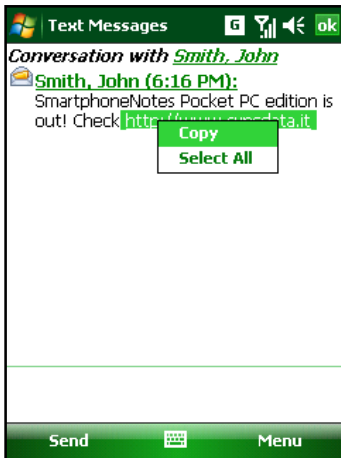 Text Messages G ok
Conversation with Smith, John
Smith, John (6:16 PM):
SmartphoneNotes Pocket PC edition is
out! Check
Copy
Select All
Send Menu